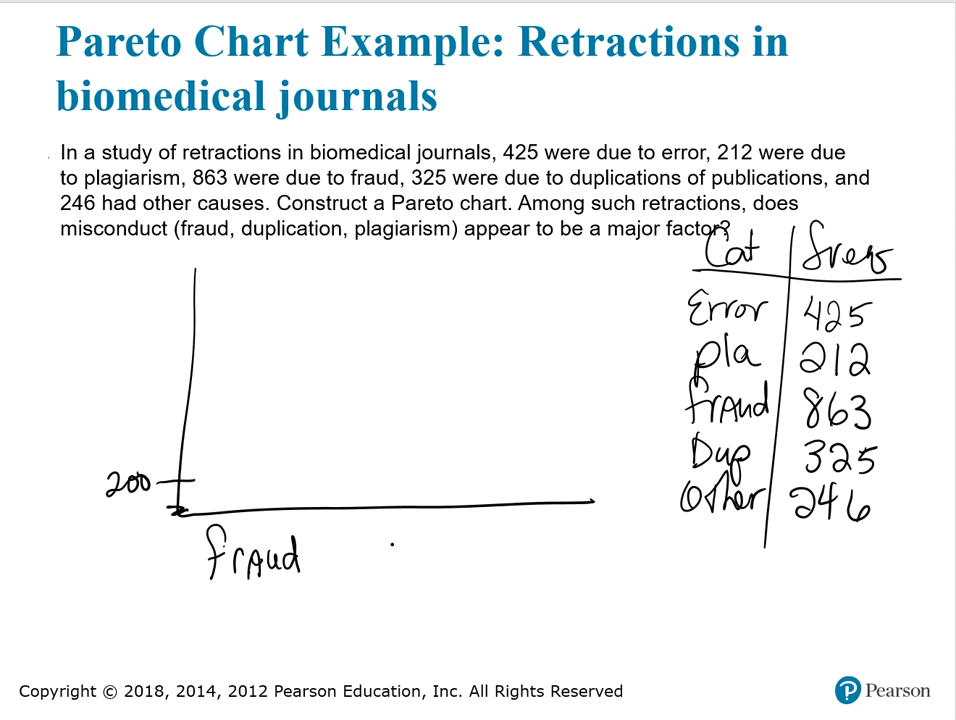 Pareto Chart Example: Retractions in
biomedical journals
In a study of retractions in biomedical journals, 425 were due to error, 212 were due
to plagiarism, 863 were due to fraud, 325 were due to duplications of publications, and
246 had other causes. Construct a Pareto chart. Among such retractions, does
misconduct (fraud, duplication, plagiarism) appear to be a major factor?
Cat
Error 425
pla 212
fraud 863
Dup 325
Other 246
200
fraud
Copyright © 2018, 2014, 2012 Pearson Education, Inc. All Rights Reserved
P Pearson